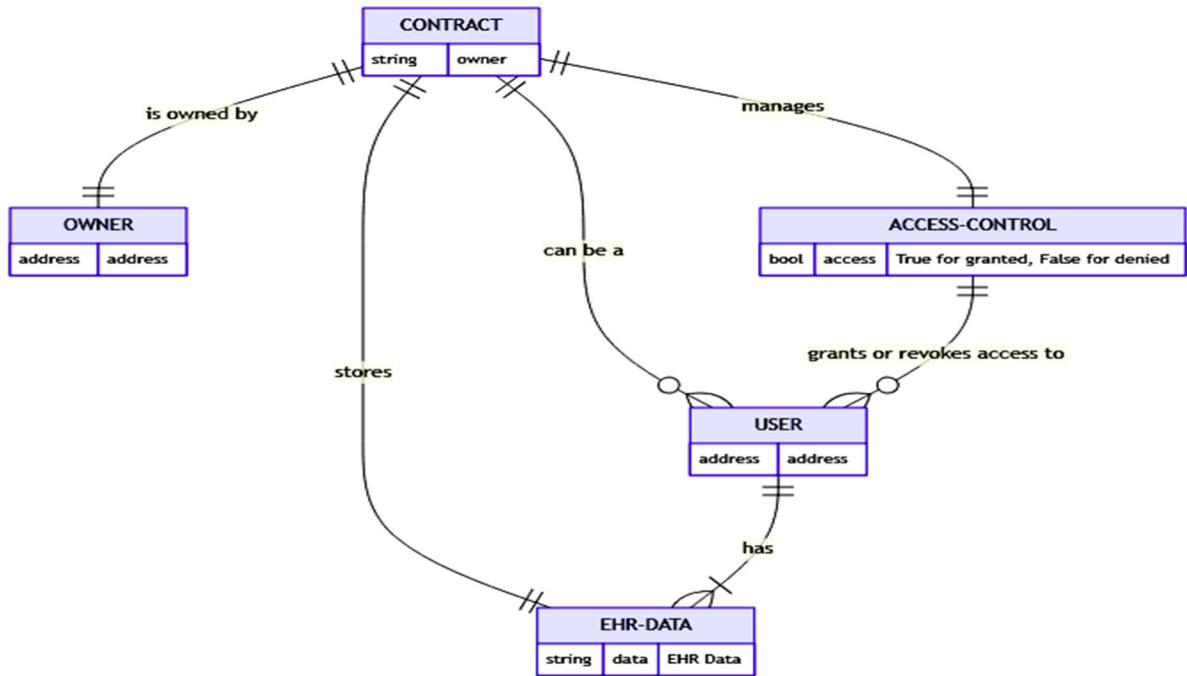 CONTRACT
string owner
is owned by
manages
OWNER
address address
ACCESS-CONTROL
bool access True for granted, False for denied
can be a
grants or revokes access to
stores
USER
address address
has
EHR-DATA
string data EHR Data